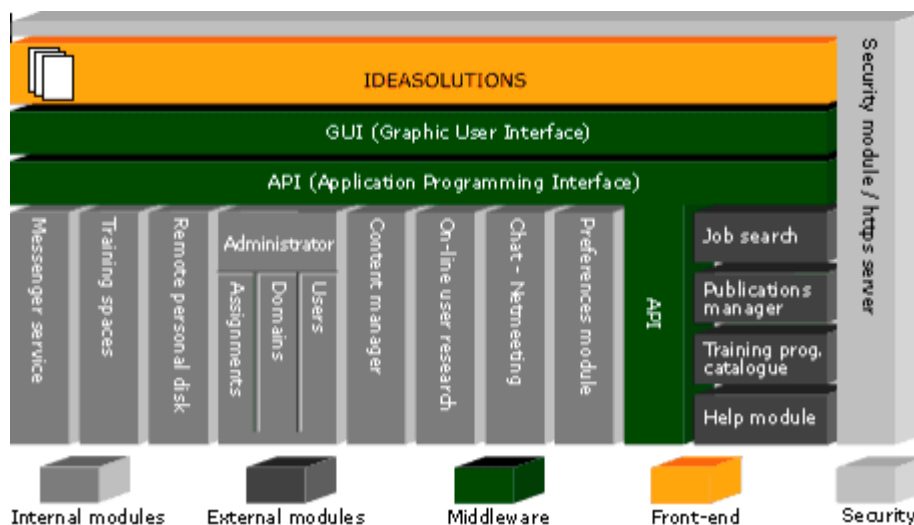 IDEASOLUTIONS
GUI (Graphic User Interface)
API (Application Programming Interface)
Messenger service
Training spaces
Remote personal disk
Administrator
Assignments
Domains
Users
Content manager
On-line user research
Chat - Netmeeting
Preferences module
API
Job search
Publications
manager
Training prog.
catalogue
Help module
Security module / https server
Internal modules
External modules
Middleware
Front-end
Security